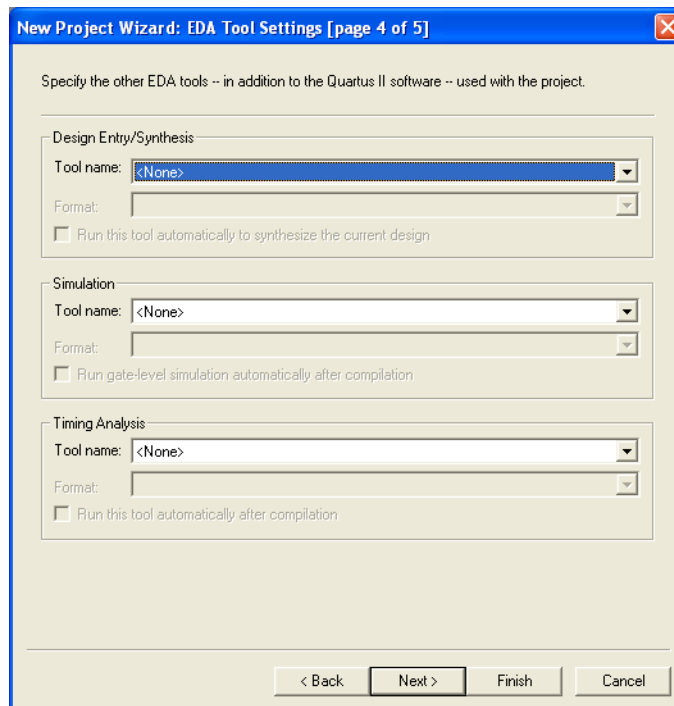 New Project Wizard: EDA Tool Settings [page 4 of 5]
Specify the other EDA tools -- in addition to the Quartus II software -- used with the project.
Design Entry/Synthesis
Tool name: <None>
Format:
Run this tool automatically to synthesize the current design
Simulation
Tool name: <None>
Format:
Run gate-level simulation automatically after compilation
Timing Analysis
Tool name: <None>
Format:
Run this tool automatically after compilation
< Back Next > Finish Cancel